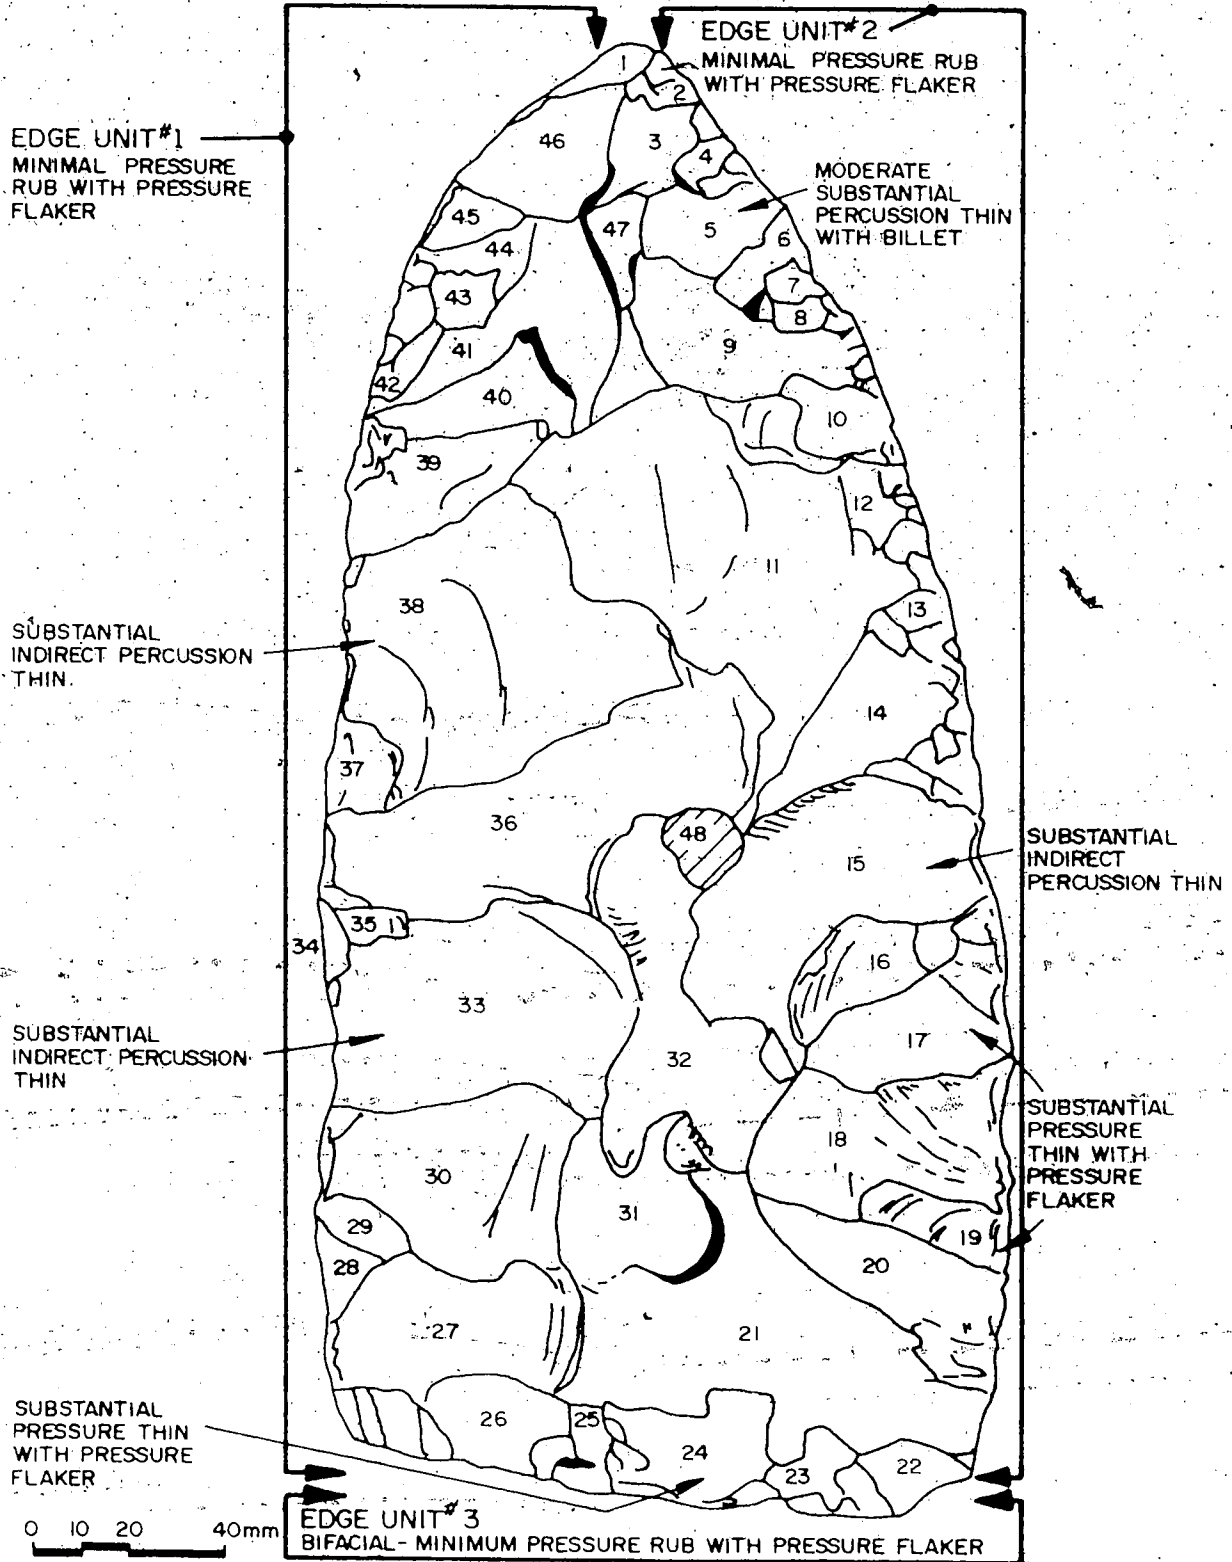 EDGE UNIT #2
MINIMAL PRESSURE RUB
WITH PRESSURE FLAKER
EDGE UNIT #1
MINIMAL PRESSURE
RUB WITH PRESSURE
FLAKER
MODERATE
SUBSTANTIAL
PERCUSSION THIN
WITH BILLET
1
2
46
3
4
45
47
5
6
44
43
7
8
41
9
42
40
10
39
12
11
38
13
SUBSTANTIAL
INDIRECT PERCUSSION
THIN.
14
37
36
48
15
SUBSTANTIAL
INDIRECT
PERCUSSION THIN
35
34
16
33
17
32
SUBSTANTIAL
INDIRECT PERCUSSION
THIN
SUBSTANTIAL
PRESSURE
THIN WITH
PRESSURE
FLAKER
18
30
31
29
19
28
20
27
21
26
25
24
23
22
SUBSTANTIAL
PRESSURE THIN
WITH PRESSURE
FLAKER
0 10 20 40mm
EDGE UNIT #3
BIFACIAL- MINIMUM PRESSURE RUB WITH PRESSURE FLAKER